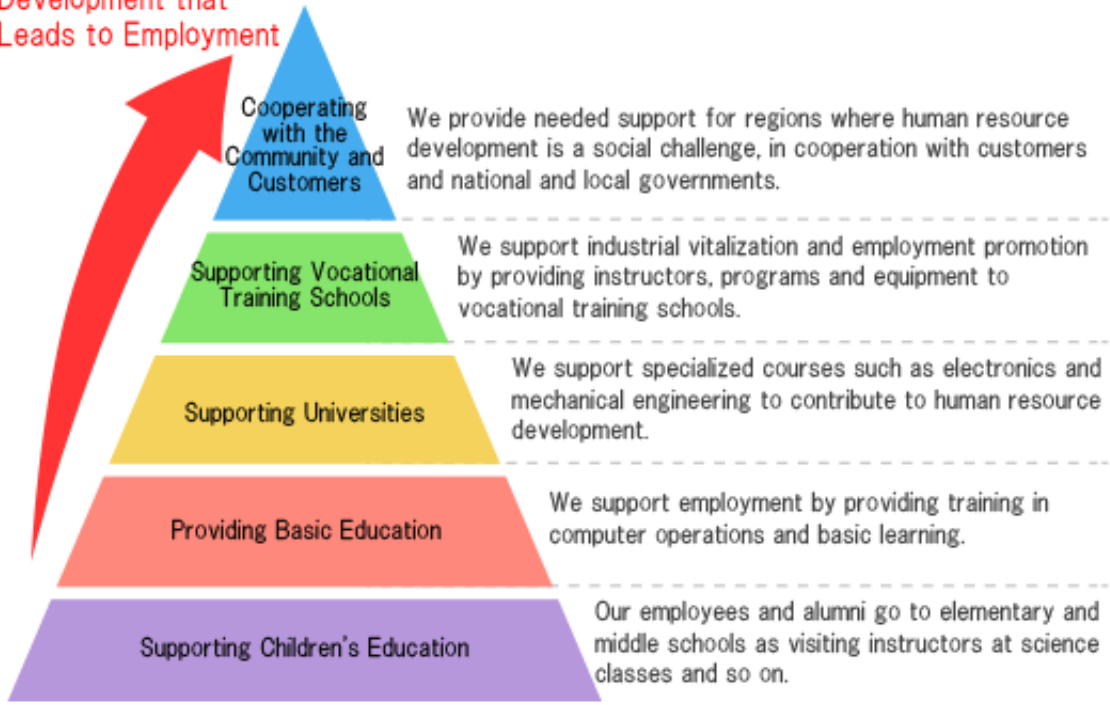 Development that
Leads to Employment
Cooperating
with the
Community and
Customers
We provide needed support for regions where human resource
development is a social challenge, in cooperation with customers
and national and local governments.
Supporting Vocational
Training Schools
We support industrial vitalization and employment promotion
by providing instructors, programs and equipment to
vocational training schools.
Supporting Universities
We support specialized courses such as electronics and
mechanical engineering to contribute to human resource
development.
Providing Basic Education
We support employment by providing training in
computer operations and basic learning.
Supporting Children's Education
Our employees and alumni go to elementary and
middle schools as visiting instructors at science
classes and so on.